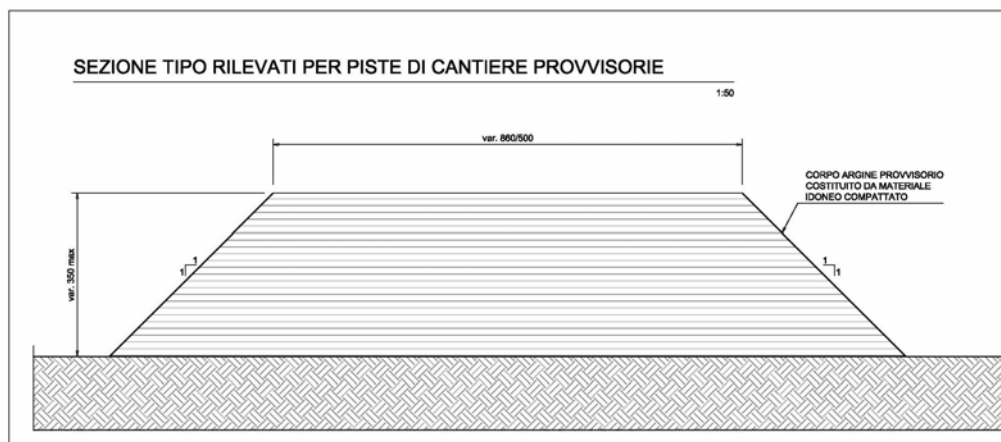 SEZIONE TIPO RILEVATI PER PISTE DI CANTIERE PROVVISORIE
1:50
var. 860/500
CORPO ARGINE PROVVISORIO
COSTITUITO DA MATERIALE
IDONEO COMPATTATO
var. 350 max
1
1
1
1